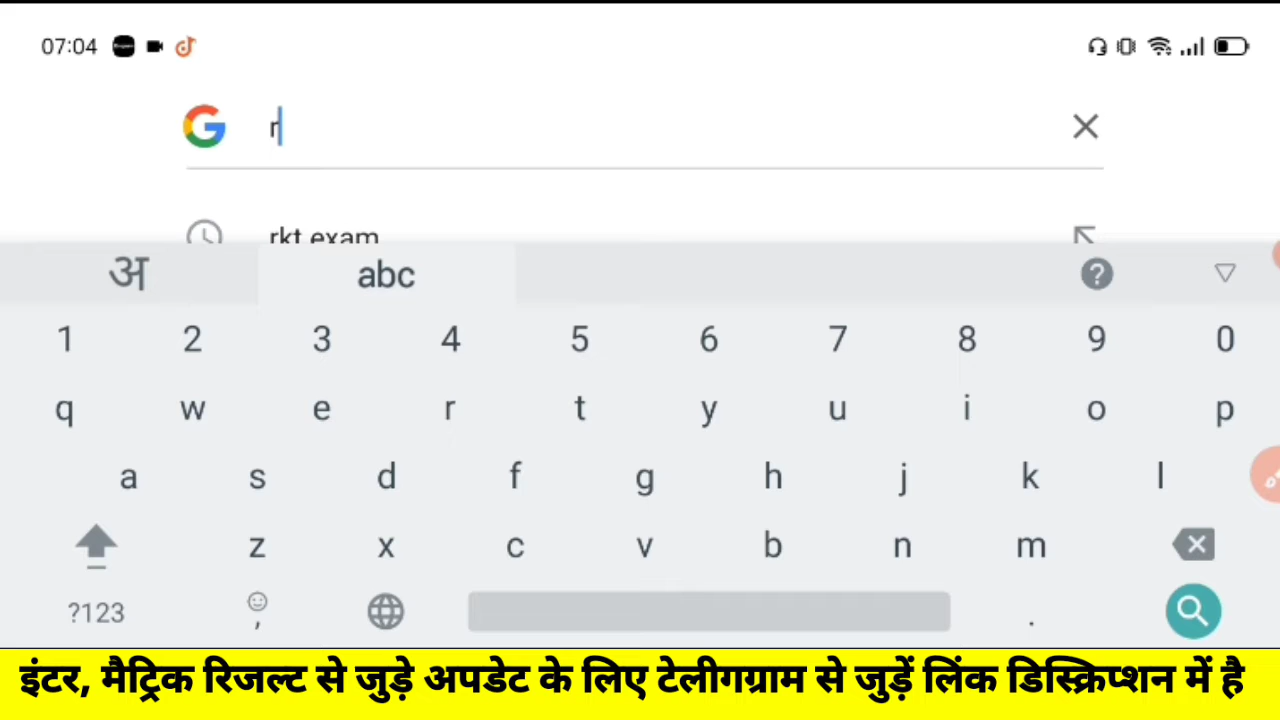 07:04
r
rkt exam
अ abc
1 2 3 4 5 6 7 8 9 0
q w e r t y u i o p
a s d f g h j k l
z x c v b n m
?123 , .
इंटर, मैट्रिक रिजल्ट से जुड़े अपडेट के लिए टेलीगग्राम से जुड़ें लिंक डिस्क्रिप्शन में है